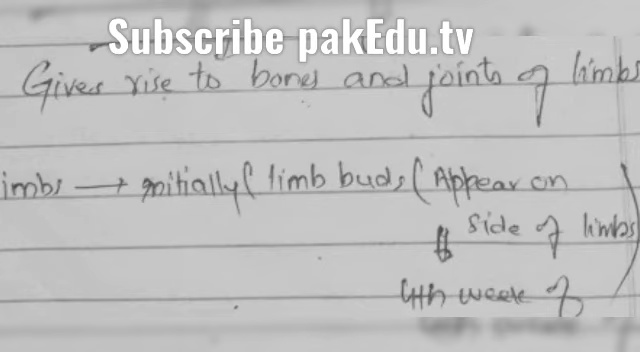 Subscribe pakEdu.tv
Gives rise to bones and joints of limbs
imbs → initially ( limb buds ( Appear on
side of limbs )
4th week of